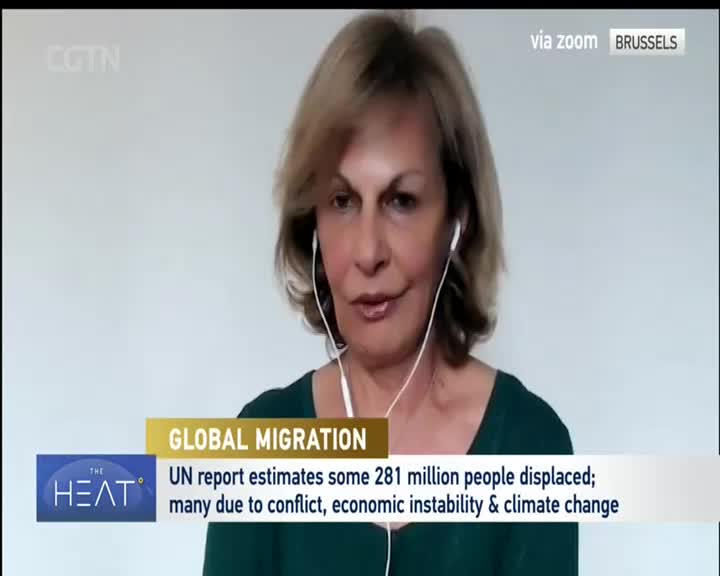 CGTN
via zoom BRUSSELS
GLOBAL MIGRATION
THE
HEAT°
UN report estimates some 281 million people displaced;
many due to conflict, economic instability & climate change